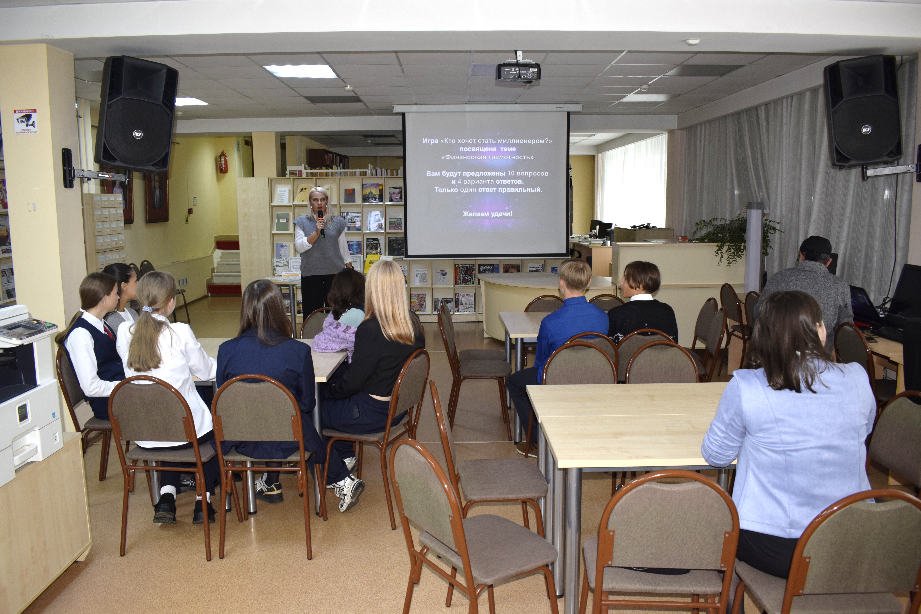 Игра «Кто хочет стать миллионером?»
посвящена теме
«Финансовая грамотность»
Вам будут предложены 10 вопросов
и 4 варианта ответов.
Только один ответ правильный.
Желаем удачи!